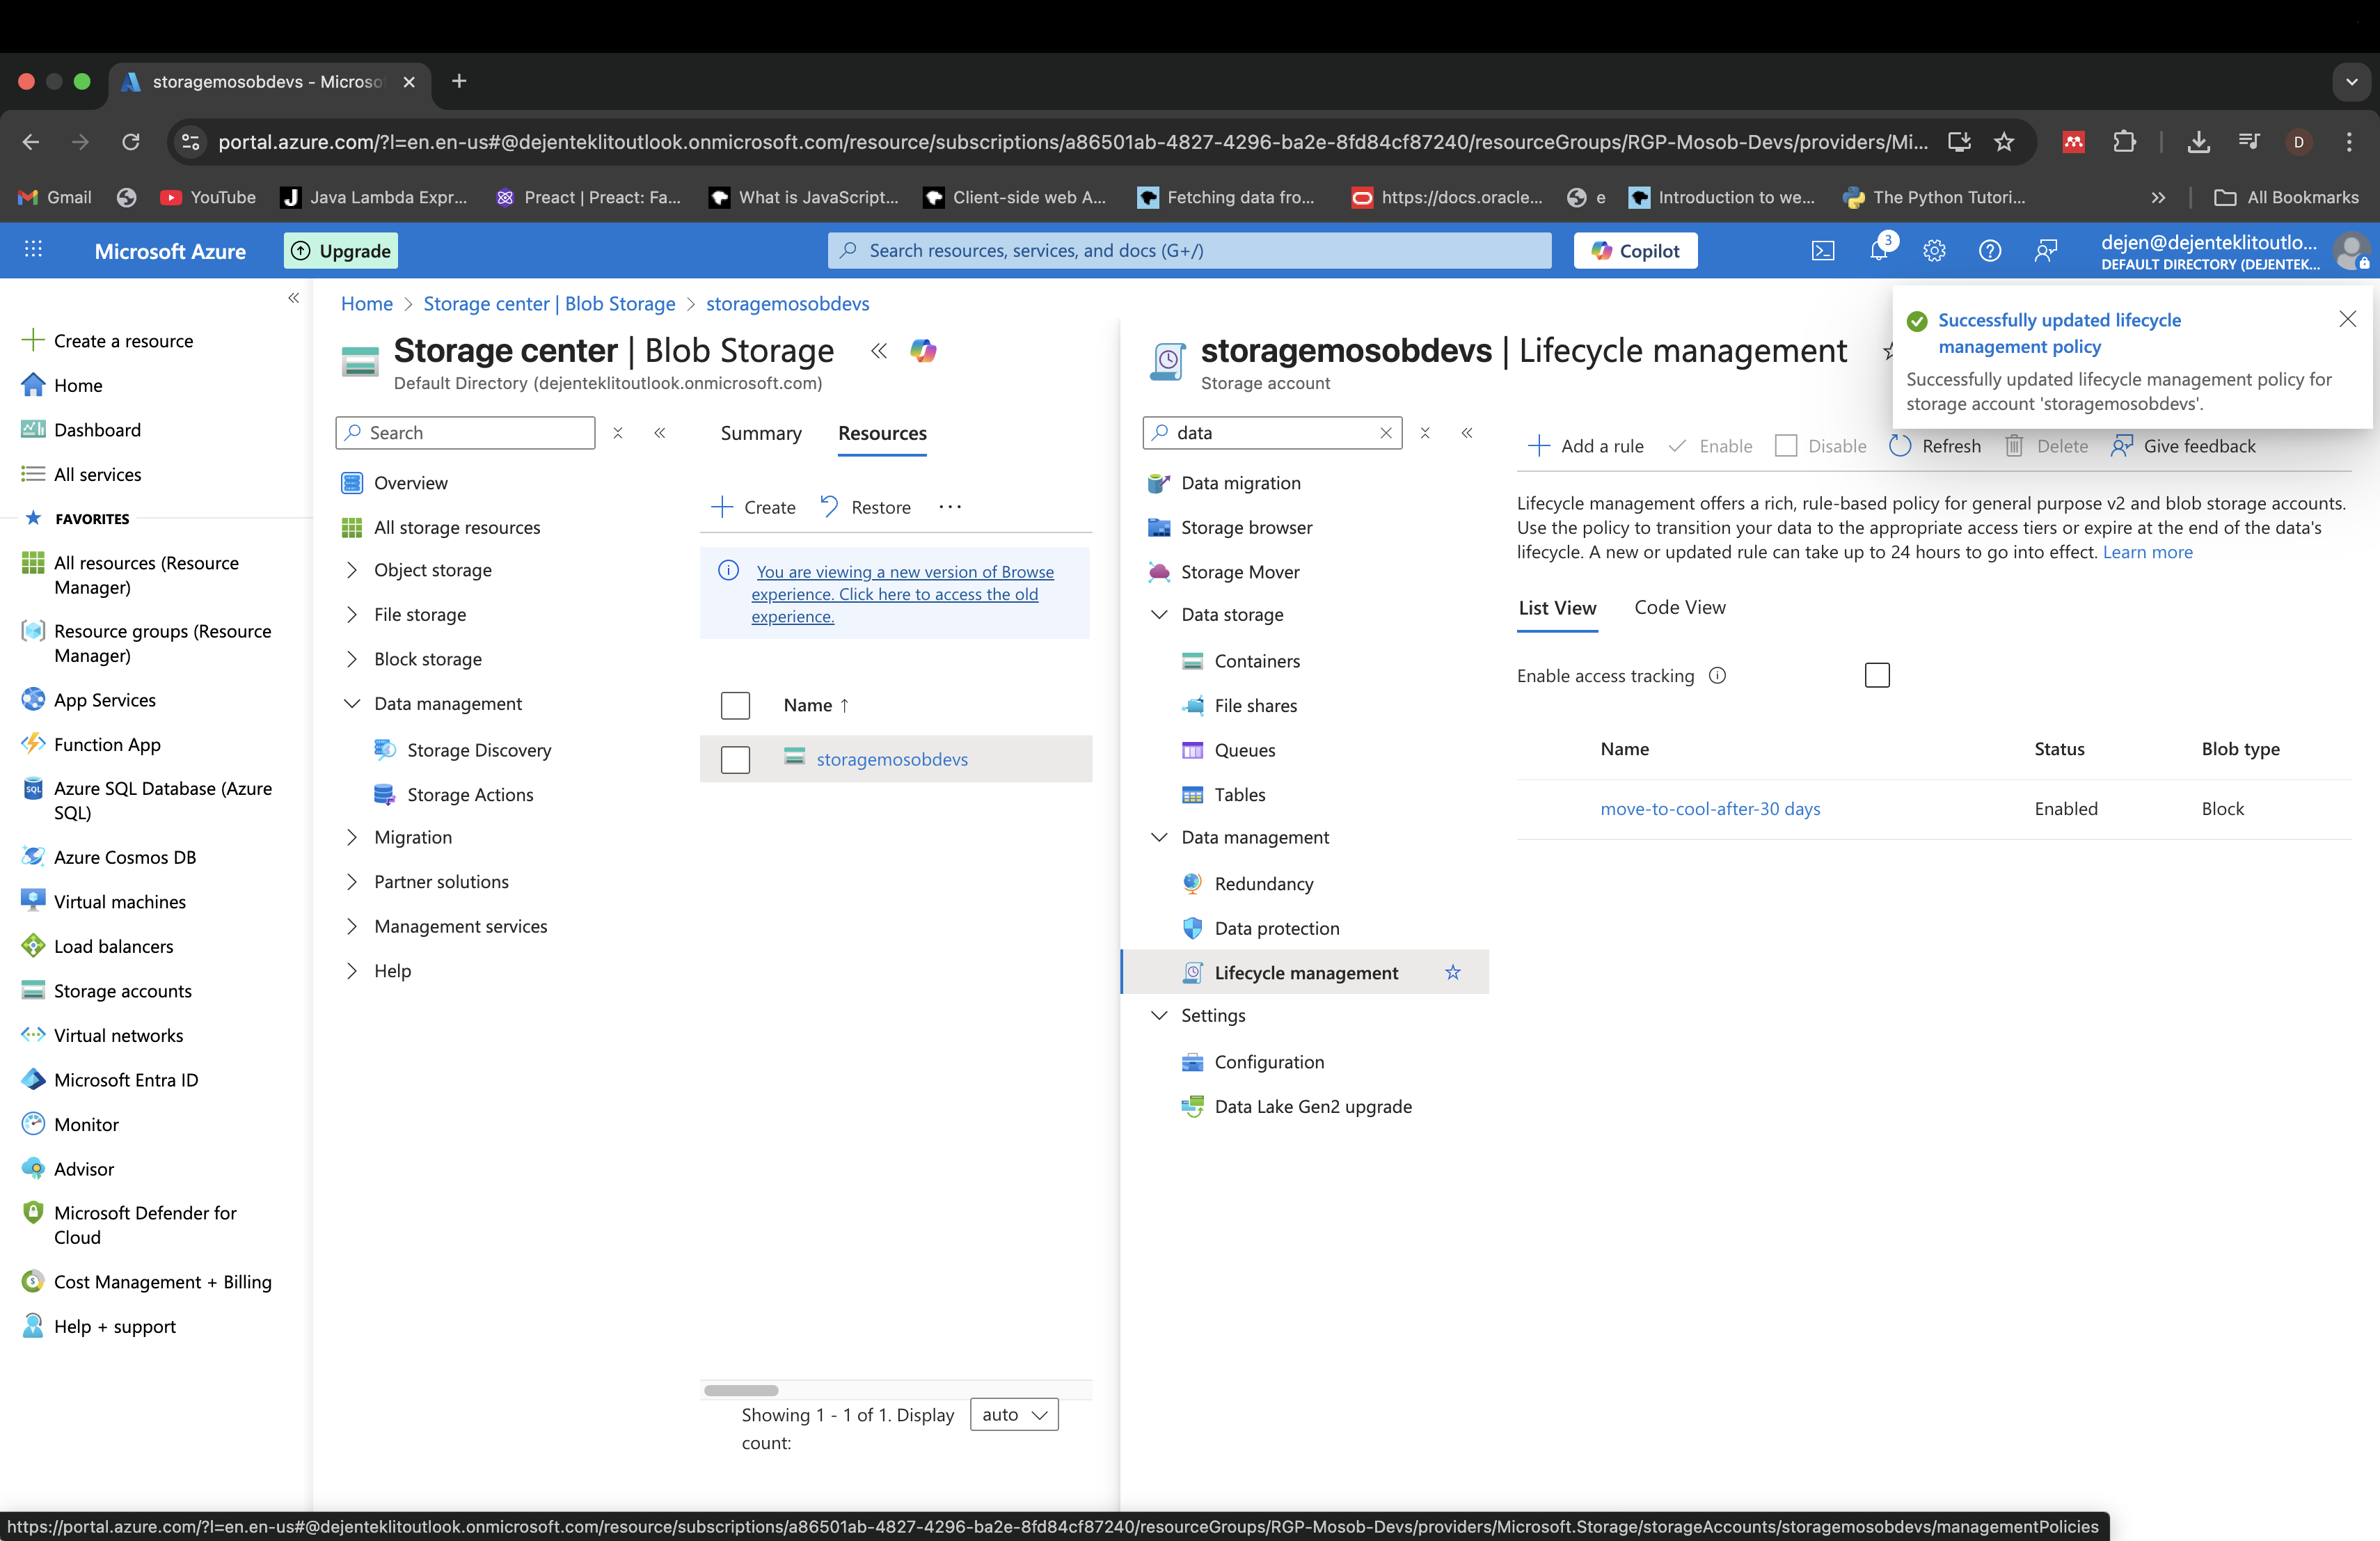 storagemosobdevs - Microso
portal.azure.com/?l=en.en-us#@dejenteklitoutlook.onmicrosoft.com/resource/subscriptions/a86501ab-4827-4296-ba2e-8fd84cf87240/resourceGroups/RGP-Mosob-Devs/providers/Mi...
D
Gmail
YouTube
Java Lambda Expr...
Preact | Preact: Fa...
What is JavaScript...
Client-side web A...
Fetching data fro...
https://docs.oracle...
e
Introduction to we...
The Python Tutori...
All Bookmarks
Microsoft Azure
Upgrade
Search resources, services, and docs (G+/)
Copilot
3
dejen@dejenteklitoutlo...
DEFAULT DIRECTORY (DEJENTEK...
Create a resource
Home
Dashboard
All services
FAVORITES
All resources (Resource
Manager)
Resource groups (Resource
Manager)
App Services
Function App
Azure SQL Database (Azure
SQL)
Azure Cosmos DB
Virtual machines
Load balancers
Storage accounts
Virtual networks
Microsoft Entra ID
Monitor
Advisor
Microsoft Defender for
Cloud
Cost Management + Billing
Help + support
Home > Storage center | Blob Storage > storagemosobdevs
Storage center | Blob Storage
Default Directory (dejenteklitoutlook.onmicrosoft.com)
Search
Overview
All storage resources
Object storage
File storage
Block storage
Data management
Storage Discovery
Storage Actions
Migration
Partner solutions
Management services
Help
Summary
Resources
Create
Restore
You are viewing a new version of Browse
experience. Click here to access the old
experience.
Name ↑
storagemosobdevs
Showing 1 - 1 of 1. Display
count:
auto
storagemosobdevs | Lifecycle management
Storage account
data
Data migration
Storage browser
Storage Mover
Data storage
Containers
File shares
Queues
Tables
Data management
Redundancy
Data protection
Lifecycle management
Settings
Configuration
Data Lake Gen2 upgrade
Successfully updated lifecycle
management policy
Successfully updated lifecycle management policy for
storage account 'storagemosobdevs'.
Add a rule
Enable
Disable
Refresh
Delete
Give feedback
Lifecycle management offers a rich, rule-based policy for general purpose v2 and blob storage accounts.
Use the policy to transition your data to the appropriate access tiers or expire at the end of the data's
lifecycle. A new or updated rule can take up to 24 hours to go into effect. Learn more
List View
Code View
Enable access tracking
Name
Status
Blob type
move-to-cool-after-30 days
Enabled
Block
https://portal.azure.com/?l=en.en-us#@dejenteklitoutlook.onmicrosoft.com/resource/subscriptions/a86501ab-4827-4296-ba2e-8fd84cf87240/resourceGroups/RGP-Mosob-Devs/providers/Microsoft.Storage/storageAccounts/storagemosobdevs/managementPolicies